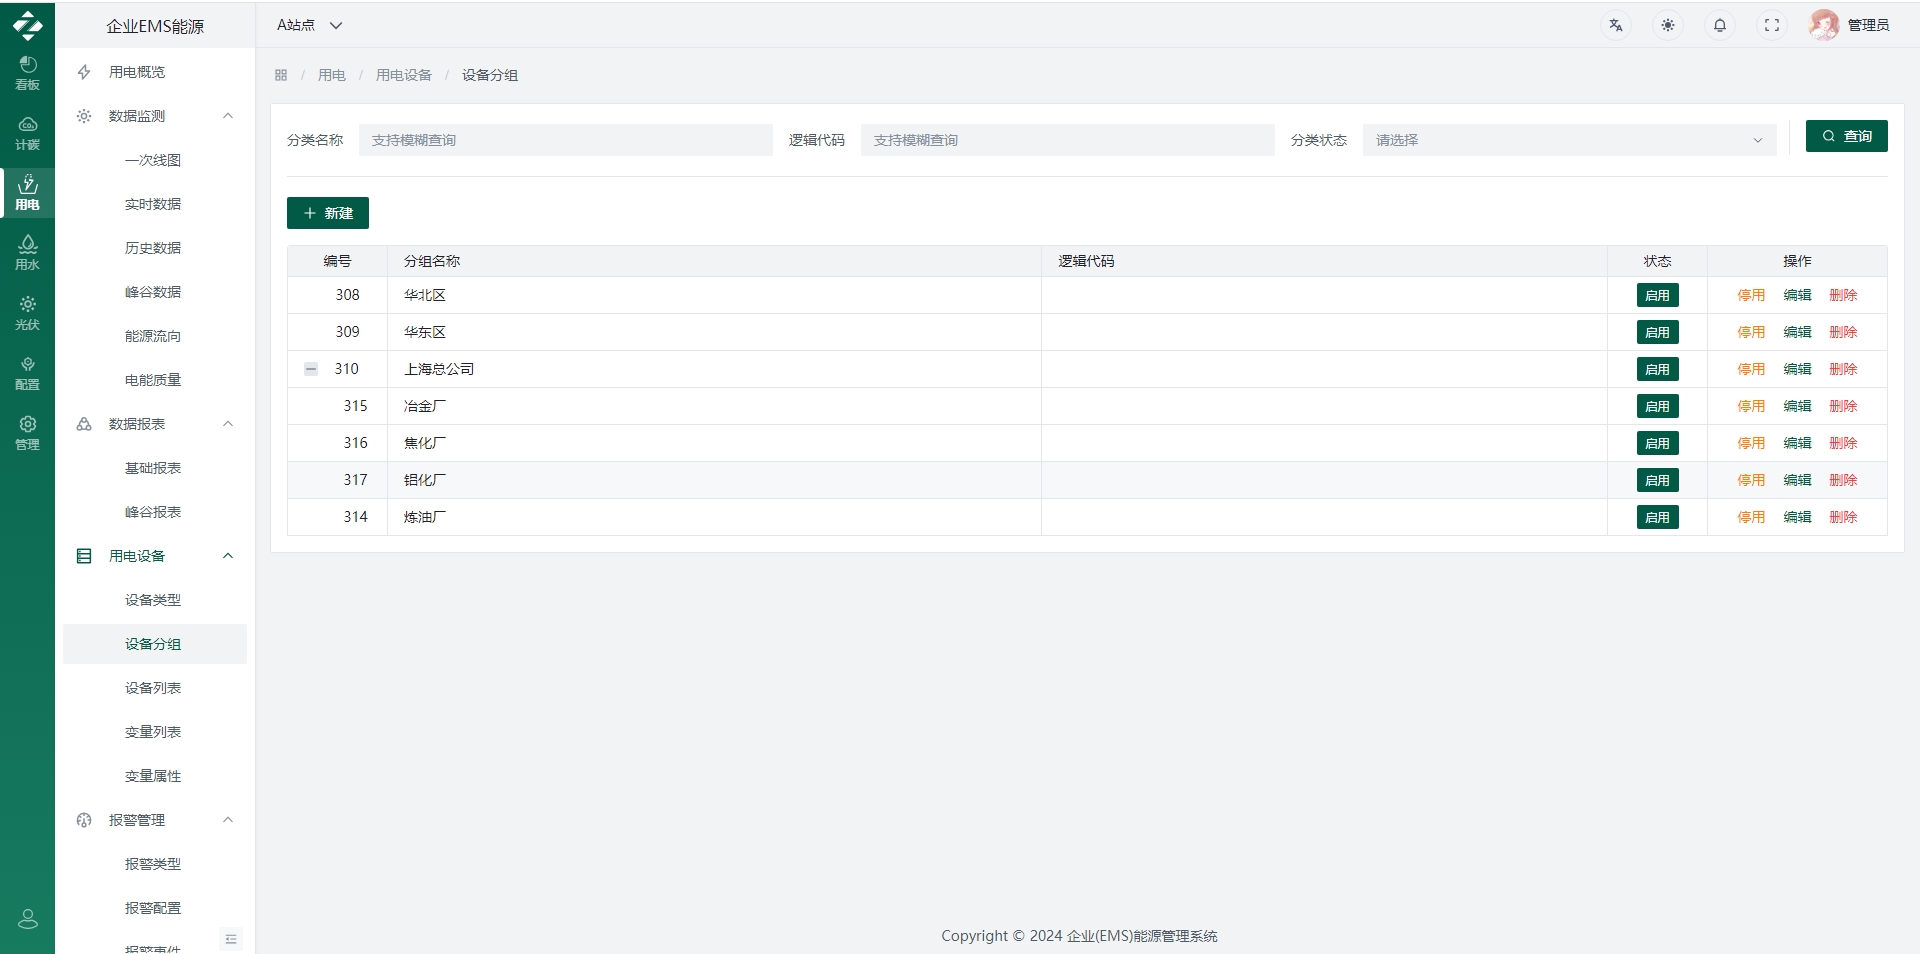 企业EMS能源
A站点
管理员
看板
计碳
用电
用水
光伏
配置
管理
用电概览
数据监测
一次线图
实时数据
历史数据
峰谷数据
能源流向
电能质量
数据报表
基础报表
峰谷报表
用电设备
设备类型
设备分组
设备列表
变量列表
变量属性
报警管理
报警类型
报警配置
报警事件
/ 用电 / 用电设备 / 设备分组
分类名称 支持模糊查询 逻辑代码 支持模糊查询 分类状态 请选择 查询
新建
编号 分组名称 逻辑代码 状态 操作
308 华北区 启用 停用 编辑 删除
309 华东区 启用 停用 编辑 删除
310 上海总公司 启用 停用 编辑 删除
315 冶金厂 启用 停用 编辑 删除
316 焦化厂 启用 停用 编辑 删除
317 铝化厂 启用 停用 编辑 删除
314 炼油厂 启用 停用 编辑 删除
Copyright © 2024 企业(EMS)能源管理系统